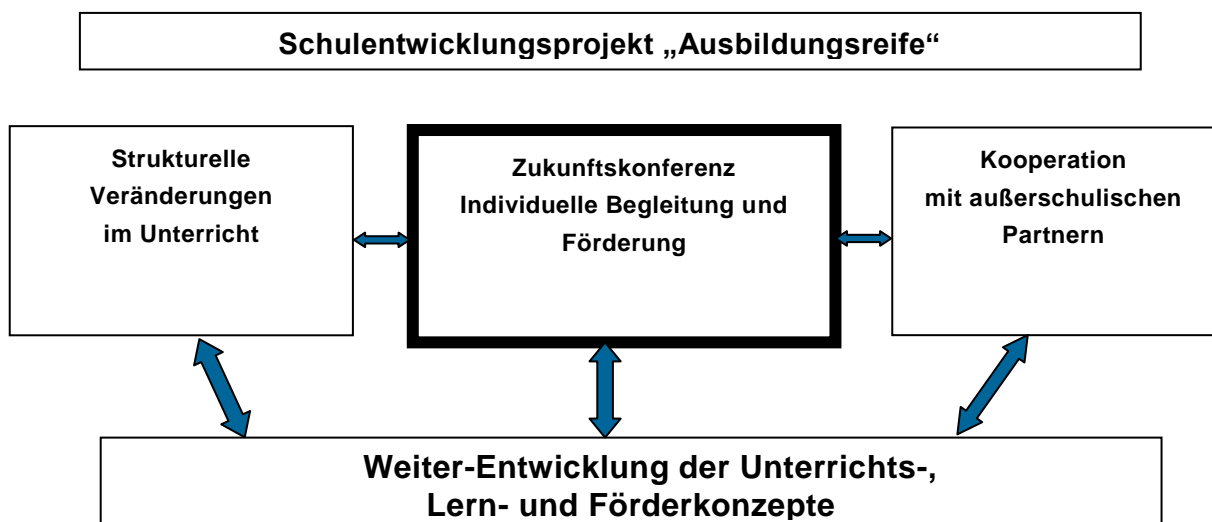 Schulentwicklungsprojekt „Ausbildungsreife“
Strukturelle
Veränderungen
im Unterricht
Zukunftskonferenz
Individuelle Begleitung und
Förderung
Kooperation
mit außerschulischen
Partnern
Weiter-Entwicklung der Unterrichts-,
Lern- und Förderkonzepte